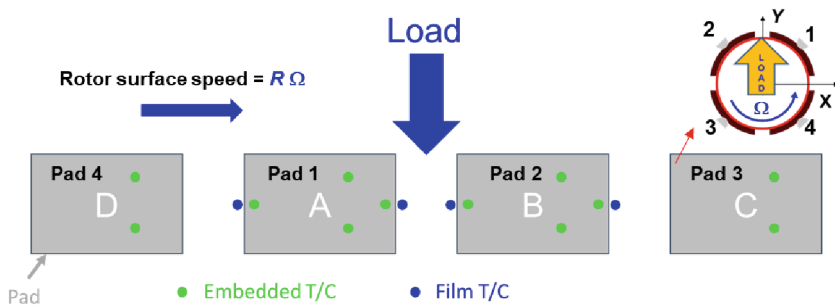 Load
Rotor surface speed = R Ω
Y
2
1
LOAD
X
Ω
3
4
Pad 4
D
Pad 1
A
Pad 2
B
Pad 3
C
Pad
Embedded T/C
Film T/C